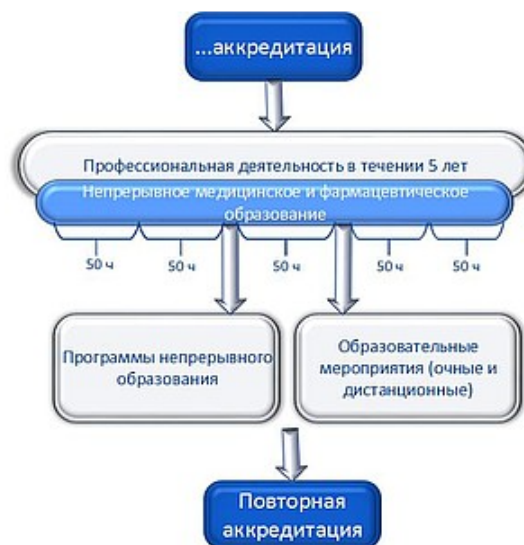 ...аккредитация
Профессиональная деятельность в течении 5 лет
Непрерывное медицинское и фармацевтическое
образование
50 ч
50 ч
50 ч
50 ч
50 ч
Программы непрерывного
образования
Образовательные
мероприятия (очные и
дистанционные)
Повторная
аккредитация